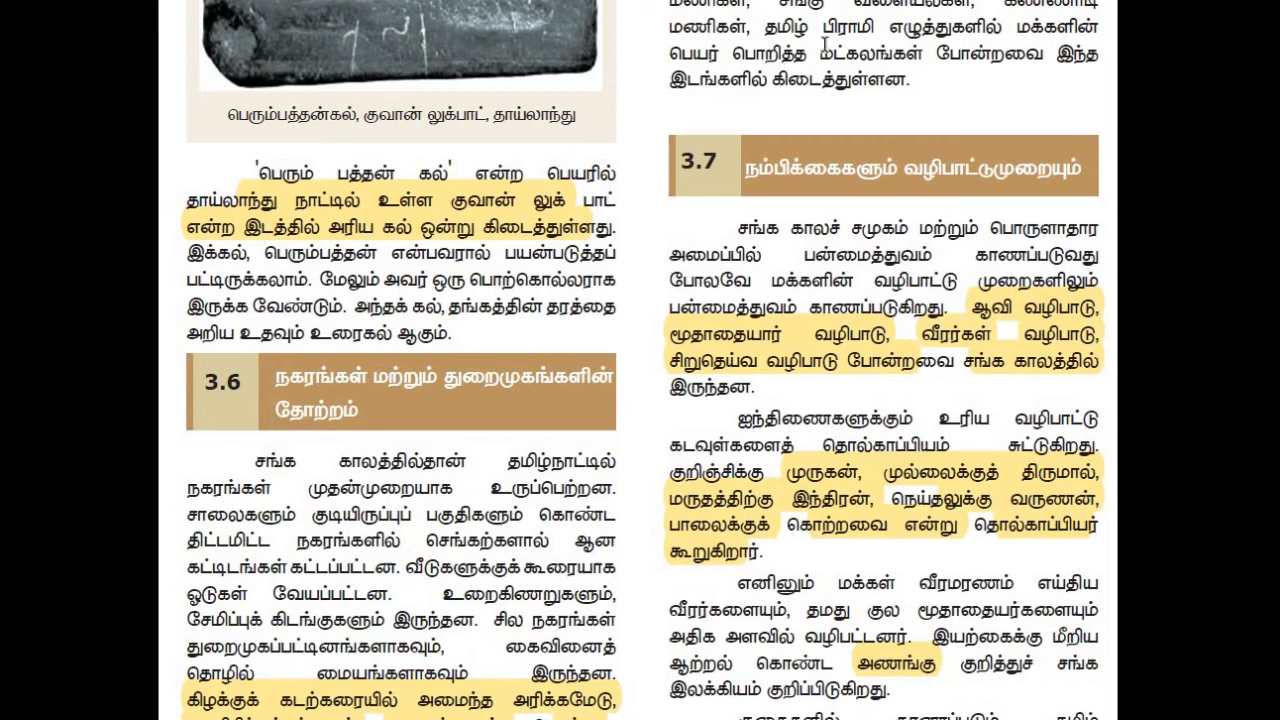 பெரும்பத்தன்கல், குவான் லுக்பாட், தாய்லாந்து
'பெரும் பத்தன் கல்' என்ற பெயரில்
தாய்லாந்து நாட்டில் உள்ள குவான் லுக் பாட்
என்ற இடத்தில் அரிய கல் ஒன்று கிடைத்துள்ளது.
இக்கல், பெரும்பத்தன் என்பவரால் பயன்படுத்தப்
பட்டிருக்கலாம். மேலும் அவர் ஒரு பொற்கொல்லராக
இருக்க வேண்டும். அந்தக் கல், தங்கத்தின் தரத்தை
அறிய உதவும் உரைகல் ஆகும்.
3.6 நகரங்கள் மற்றும் துறைமுகங்களின்
தோற்றம்
சங்க காலத்தில்தான் தமிழ்நாட்டில்
நகரங்கள் முதன்முறையாக உருப்பெற்றன.
சாலைகளும் குடியிருப்புப் பகுதிகளும் கொண்ட
திட்டமிட்ட நகரங்களில் செங்கற்களால் ஆன
கட்டிடங்கள் கட்டப்பட்டன. வீடுகளுக்குக் கூரையாக
ஓடுகள் வேயப்பட்டன. உறைகிணறுகளும்,
சேமிப்புக் கிடங்குகளும் இருந்தன. சில நகரங்கள்
துறைமுகப்பட்டினங்களாகவும், கைவினைத்
தொழில் மையங்களாகவும் இருந்தன.
கிழக்குக் கடற்கரையில் அமைந்த அரிக்கமேடு,
மணிகள், சங்கு வளையல்கள், கண்ணாடி
மணிகள், தமிழ் பிராமி எழுத்துகளில் மக்களின்
பெயர் பொறித்த மட்கலங்கள் போன்றவை இந்த
இடங்களில் கிடைத்துள்ளன.
3.7 நம்பிக்கைகளும் வழிபாட்டுமுறையும்
சங்க காலச் சமுகம் மற்றும் பொருளாதார
அமைப்பில் பன்மைத்துவம் காணப்படுவது
போலவே மக்களின் வழிபாட்டு முறைகளிலும்
பன்மைத்துவம் காணப்படுகிறது. ஆவி வழிபாடு,
மூதாதையார் வழிபாடு, வீரர்கள் வழிபாடு,
சிறுதெய்வ வழிபாடு போன்றவை சங்க காலத்தில்
இருந்தன.
ஐந்திணைகளுக்கும் உரிய வழிபாட்டு
கடவுள்களைத் தொல்காப்பியம் சுட்டுகிறது.
குறிஞ்சிக்கு முருகன், முல்லைக்குத் திருமால்,
மருதத்திற்கு இந்திரன், நெய்தலுக்கு வருணன்,
பாலைக்குக் கொற்றவை என்று தொல்காப்பியர்
கூறுகிறார்.
எனினும் மக்கள் வீரமரணம் எய்திய
வீரர்களையும், தமது குல மூதாதையர்களையும்
அதிக அளவில் வழிபட்டனர். இயற்கைக்கு மீறிய
ஆற்றல் கொண்ட அணங்கு குறித்துச் சங்க
இலக்கியம் குறிப்பிடுகிறது.